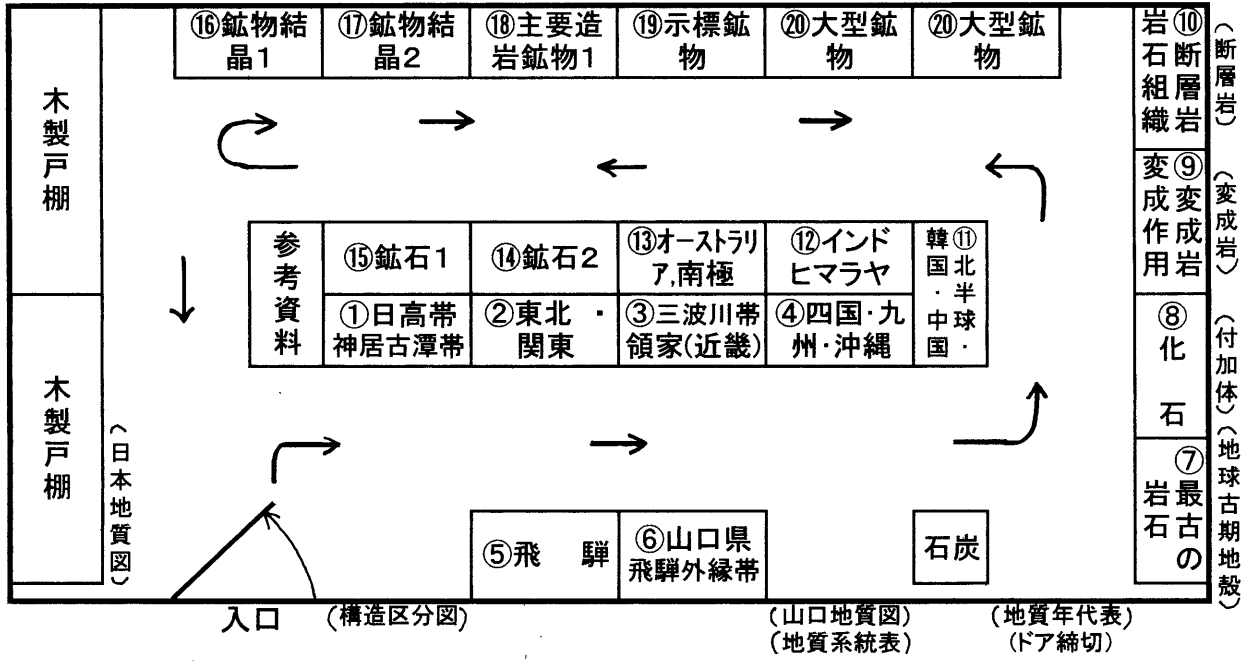 ⑯鉱物結
晶1
⑰鉱物結
晶2
⑱主要造
岩鉱物1
⑲示標鉱
物
⑳大型鉱
物
⑳大型鉱
物
⑩断層岩
岩石組織
(断層岩)
木製戸棚
⑨変成岩
変成作用
(変成岩)
参考資料
⑮鉱石1
⑭鉱石2
⑬オーストラリ
ア,南極
⑫インド
ヒマラヤ
⑪北半球・
韓国・中国
①日高帯
神居古潭帯
②東北・
関東
③三波川帯
領家(近畿)
④四国・九
州・沖縄
⑧化 石
(付加体)
木製戸棚
(日本地質図)
⑦最古の
岩石
(地球古期地殻)
⑤飛 騨
⑥山口県
飛騨外縁帯
石炭
入口
(構造区分図)
(山口地質図)
(地質系統表)
(地質年代表)
(ドア締切)